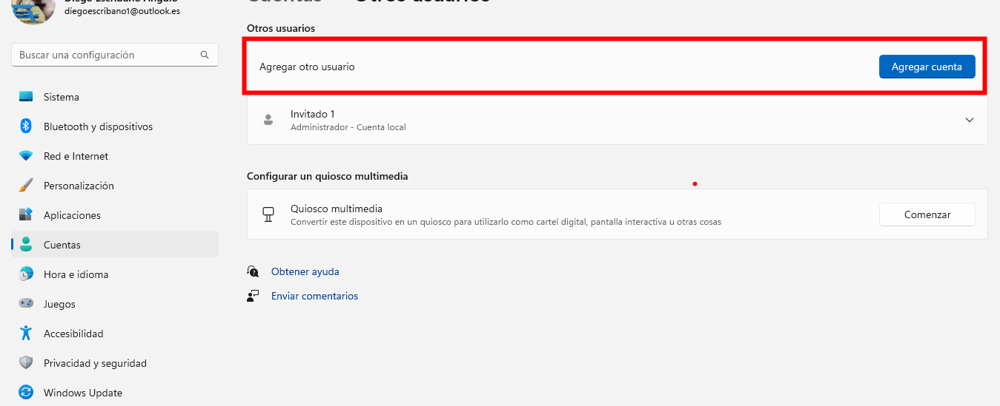 Diego Escribano Angulo
diegoescribano1@outlook.es
Buscar una configuración
Sistema
Bluetooth y dispositivos
Red e Internet
Personalización
Aplicaciones
Cuentas
Hora e idioma
Juegos
Accesibilidad
Privacidad y seguridad
Windows Update
Cuentas Otros usuarios
Otros usuarios
Agregar otro usuario
Agregar cuenta
Invitado 1
Administrador - Cuenta local
Configurar un quiosco multimedia
Quiosco multimedia
Convertir este dispositivo en un quiosco para utilizarlo como cartel digital, pantalla interactiva u otras cosas
Comenzar
Obtener ayuda
Enviar comentarios